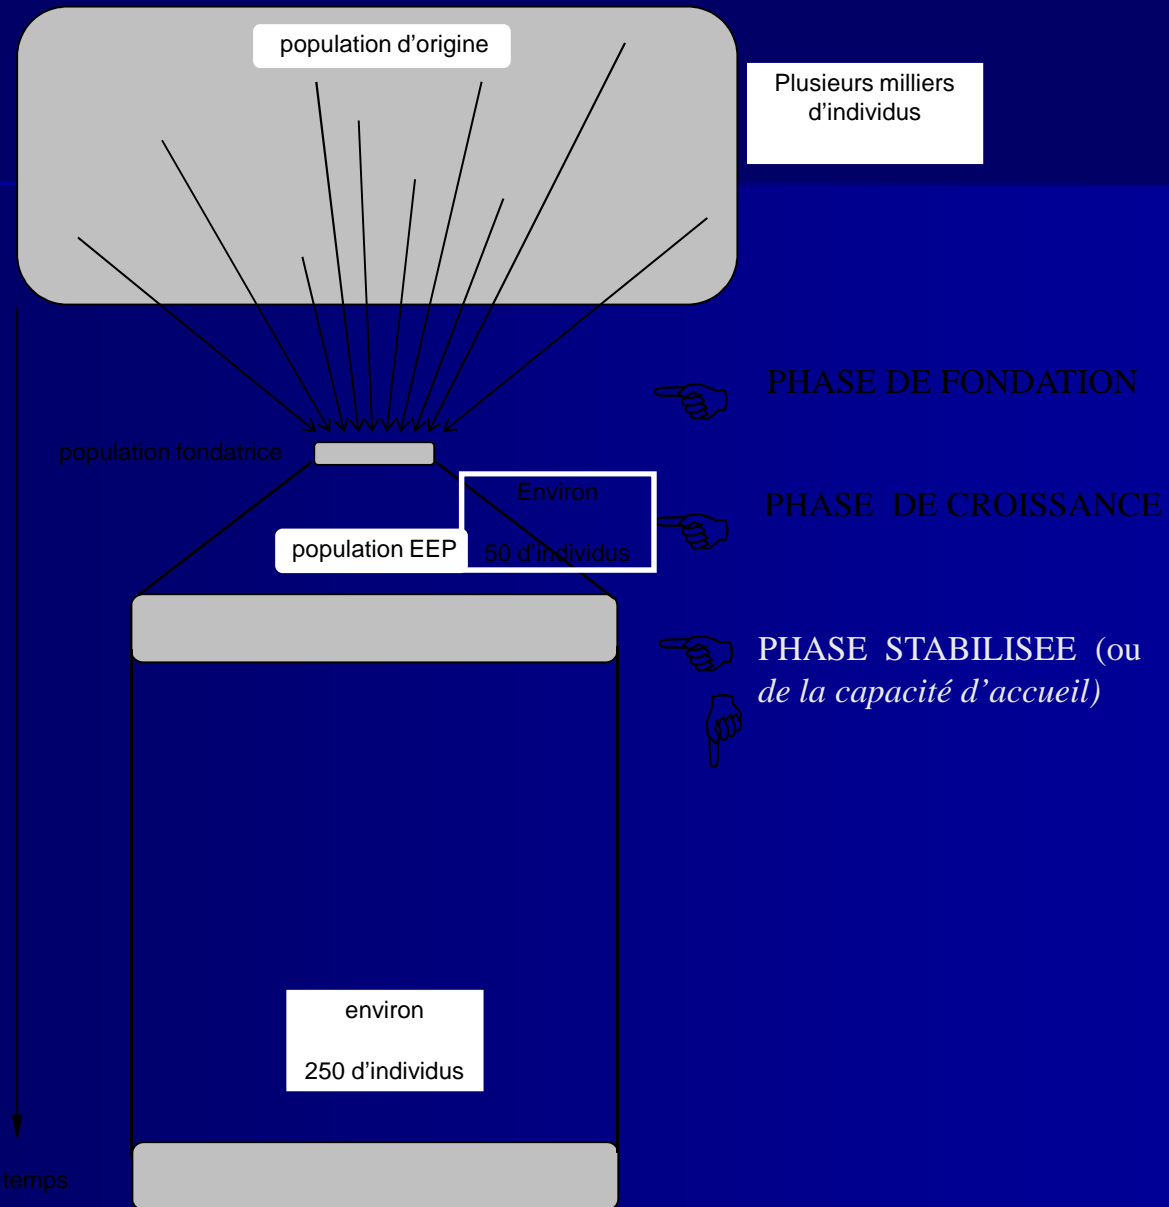 population d'origine
Plusieurs milliers
d'individus
PHASE DE FONDATION
population fondatrice
Environ
50 d'individus
PHASE DE CROISSANCE
population EEP
PHASE STABILISEE (ou
de la capacité d'accueil)
environ
250 d'individus
temps